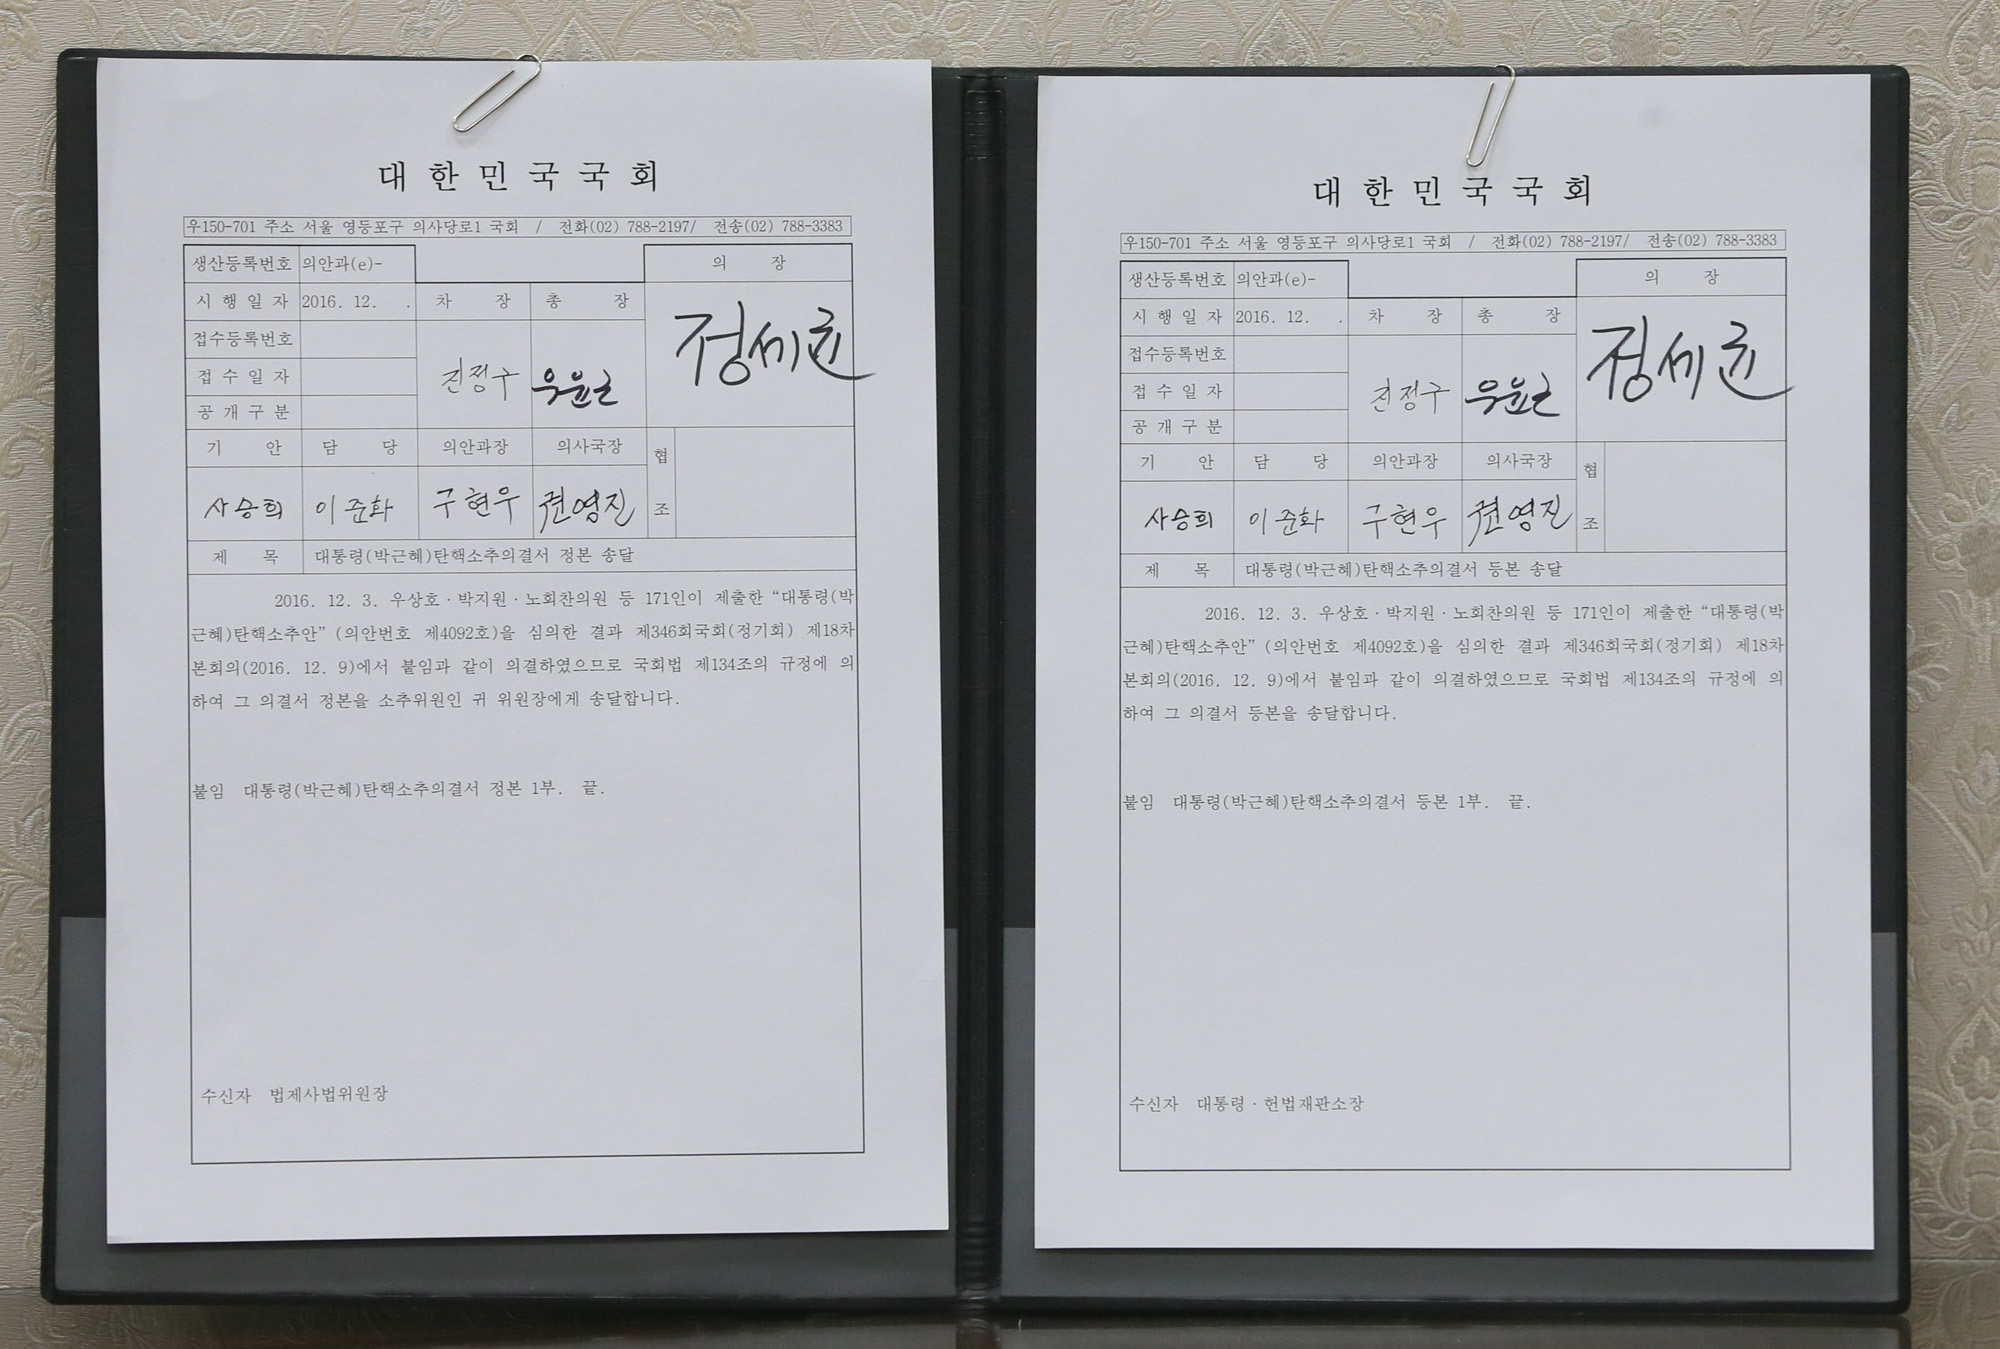 대한민국국회
우150-701 주소 서울 영등포구 의사당로1 국회 / 전화(02) 788-2197/ 전송(02) 788-3383
생산등록번호 의안과(e)- 의 장
시행일자 2016. 12. . 차 장 총 장
정세균
접수등록번호
진정구 우윤근
접수일자
공개구분
기 안 담 당 의안과장 의사국장 협조
사승희 이준화 구현우 권영진
제 목 대통령(박근혜)탄핵소추의결서 정본 송달
2016. 12. 3. 우상호·박지원·노회찬의원 등 171인이 제출한 “대통령(박
근혜)탄핵소추안” (의안번호 제4092호)을 심의한 결과 제346회국회(정기회) 제18차
본회의(2016. 12. 9)에서 붙임과 같이 의결하였으므로 국회법 제134조의 규정에 의
하여 그 의결서 정본을 소추위원인 귀 위원장에게 송달합니다.
붙임 대통령(박근혜)탄핵소추의결서 정본 1부. 끝.
수신자 법제사법위원장
대한민국국회
우150-701 주소 서울 영등포구 의사당로1 국회 / 전화(02) 788-2197/ 전송(02) 788-3383
생산등록번호 의안과(e)- 의 장
시행일자 2016. 12. . 차 장 총 장
정세균
접수등록번호
진정구 우윤근
접수일자
공개구분
기 안 담 당 의안과장 의사국장 협조
사승희 이준화 구현우 권영진
제 목 대통령(박근혜)탄핵소추의결서 등본 송달
2016. 12. 3. 우상호·박지원·노회찬의원 등 171인이 제출한 “대통령(박
근혜)탄핵소추안” (의안번호 제4092호)을 심의한 결과 제346회국회(정기회) 제18차
본회의(2016. 12. 9)에서 붙임과 같이 의결하였으므로 국회법 제134조의 규정에 의
하여 그 의결서 등본을 송달합니다.
붙임 대통령(박근혜)탄핵소추의결서 등본 1부. 끝.
수신자 대통령·헌법재판소장